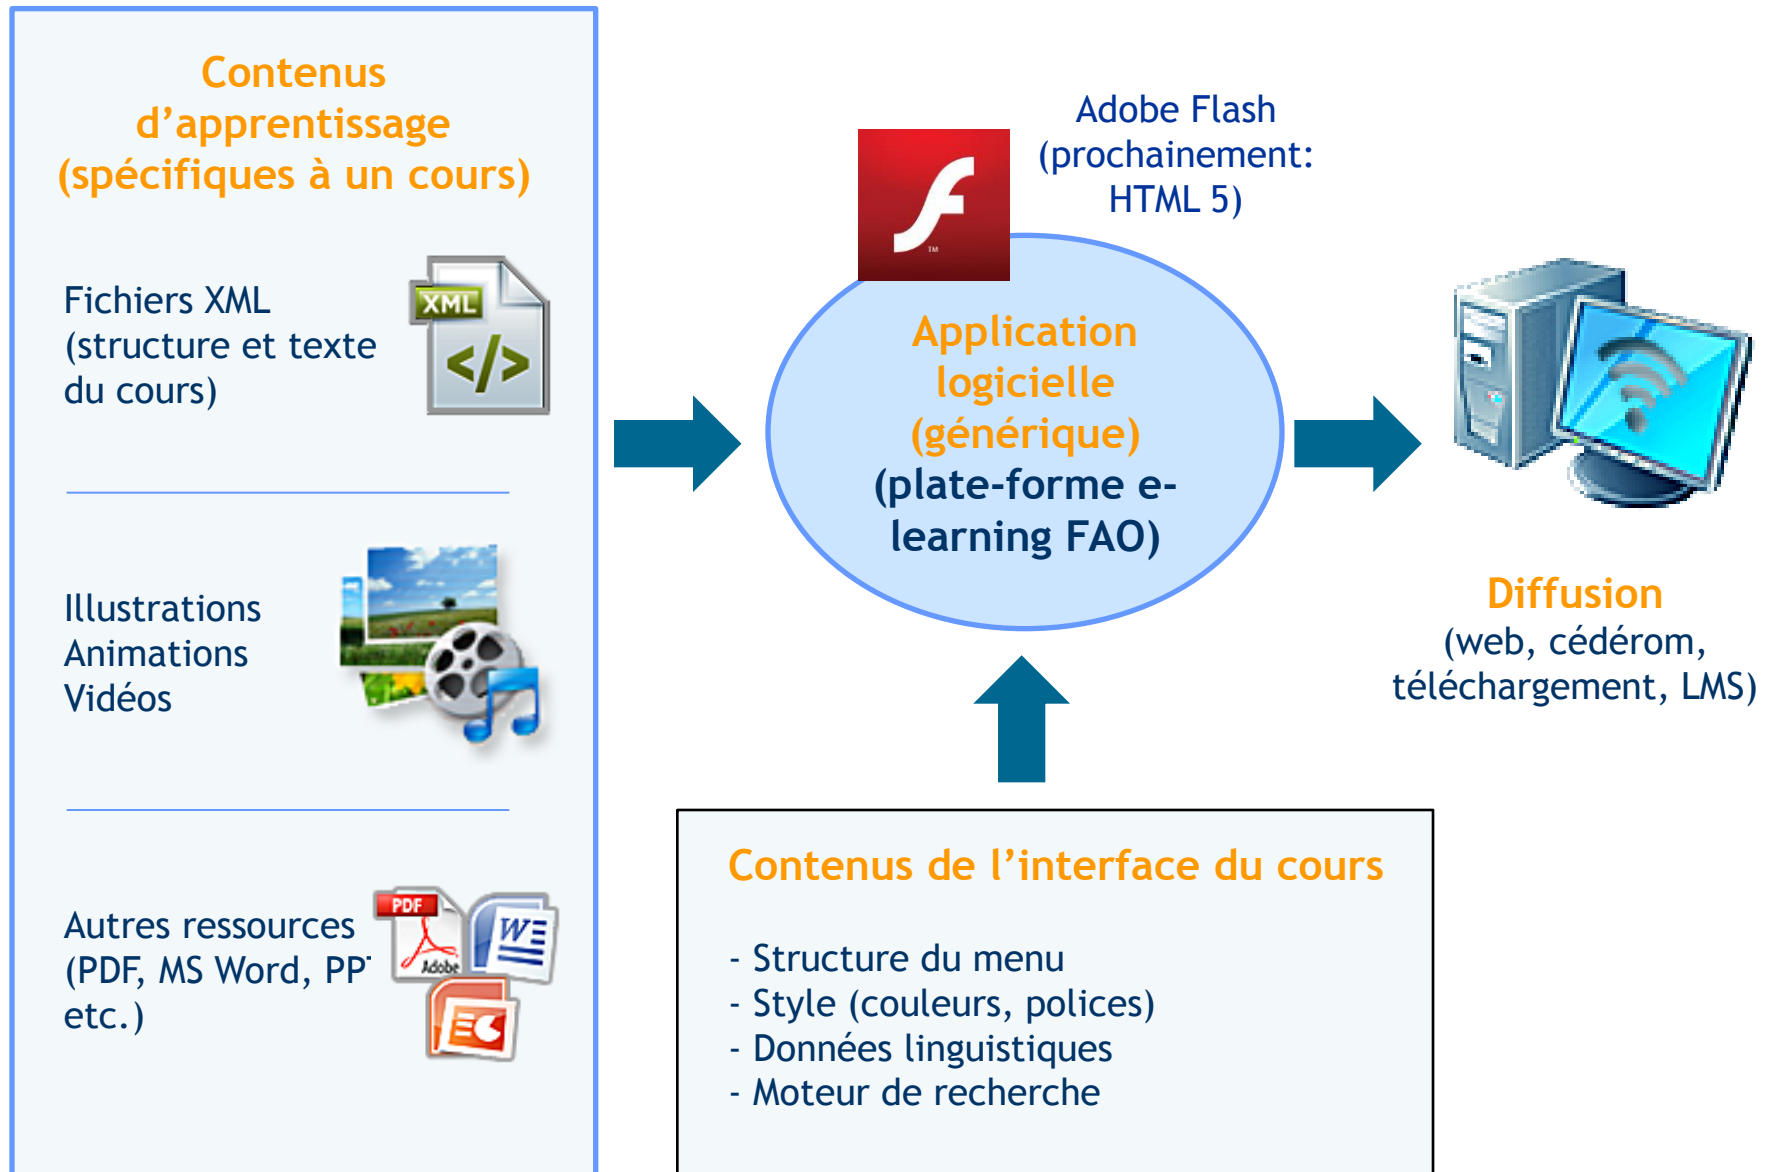 Contenus
d’apprentissage
(spécifiques à un cours)
Fichiers XML
(structure et texte
du cours)
XML
</>
Illustrations
Animations
Vidéos
Autres ressources
(PDF, MS Word, PPT
etc.)
PDF
Adobe
W
Adobe Flash
(prochainement:
HTML 5)
TM
Application
logicielle
(générique)
(plate-forme e-
learning FAO)
Diffusion
(web, cédérom,
téléchargement, LMS)
Contenus de l’interface du cours
- Structure du menu
- Style (couleurs, polices)
- Données linguistiques
- Moteur de recherche